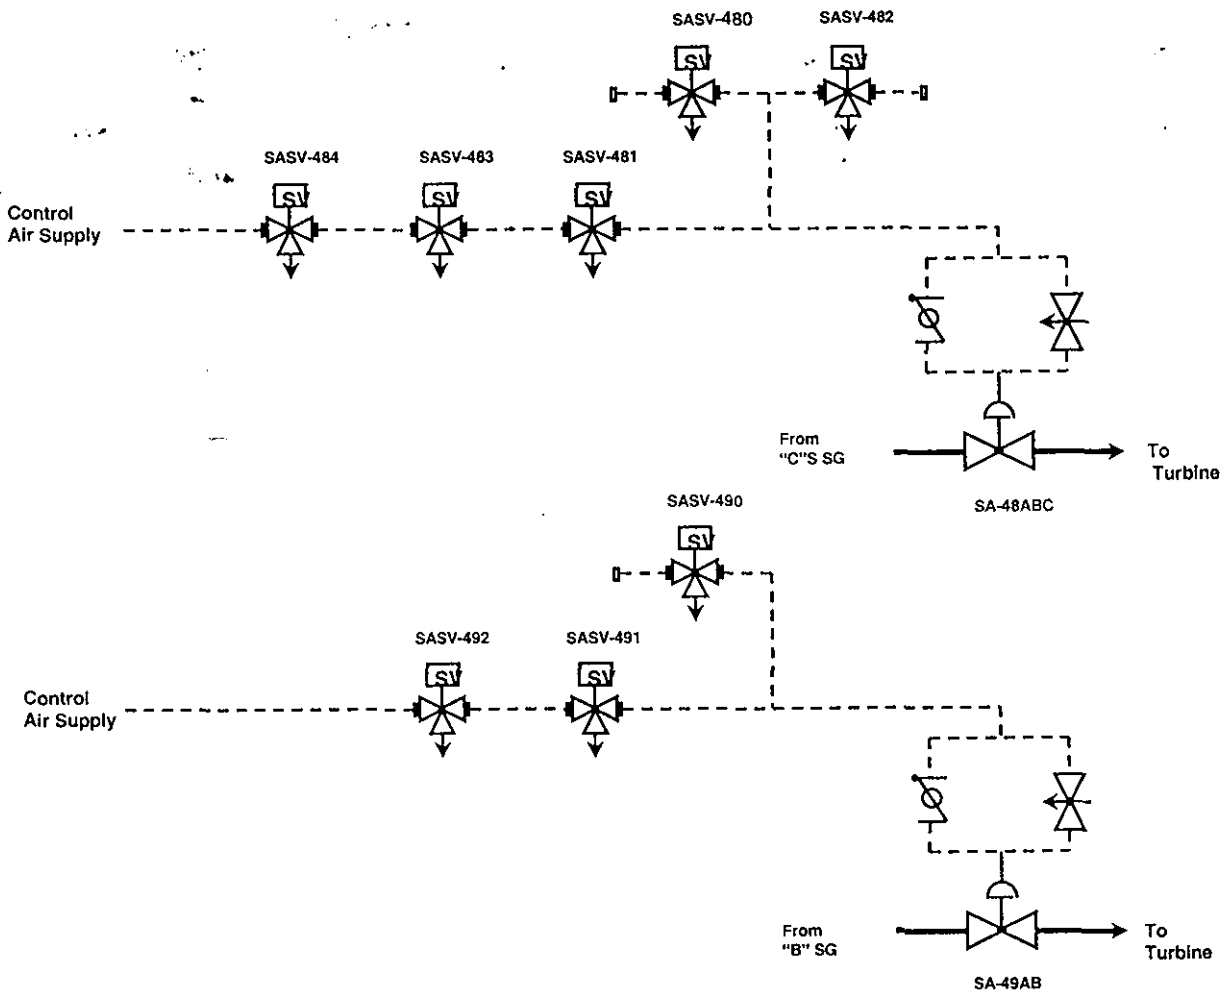 SASV-480
SASV-482
SV
SV
SASV-484
SASV-483
SASV-481
SV
SV
SV
Control
Air Supply
From
"C"S SG
To
Turbine
SA-48ABC
SASV-490
SV
SASV-492
SASV-491
SV
SV
Control
Air Supply
From
"B" SG
To
Turbine
SA-49AB